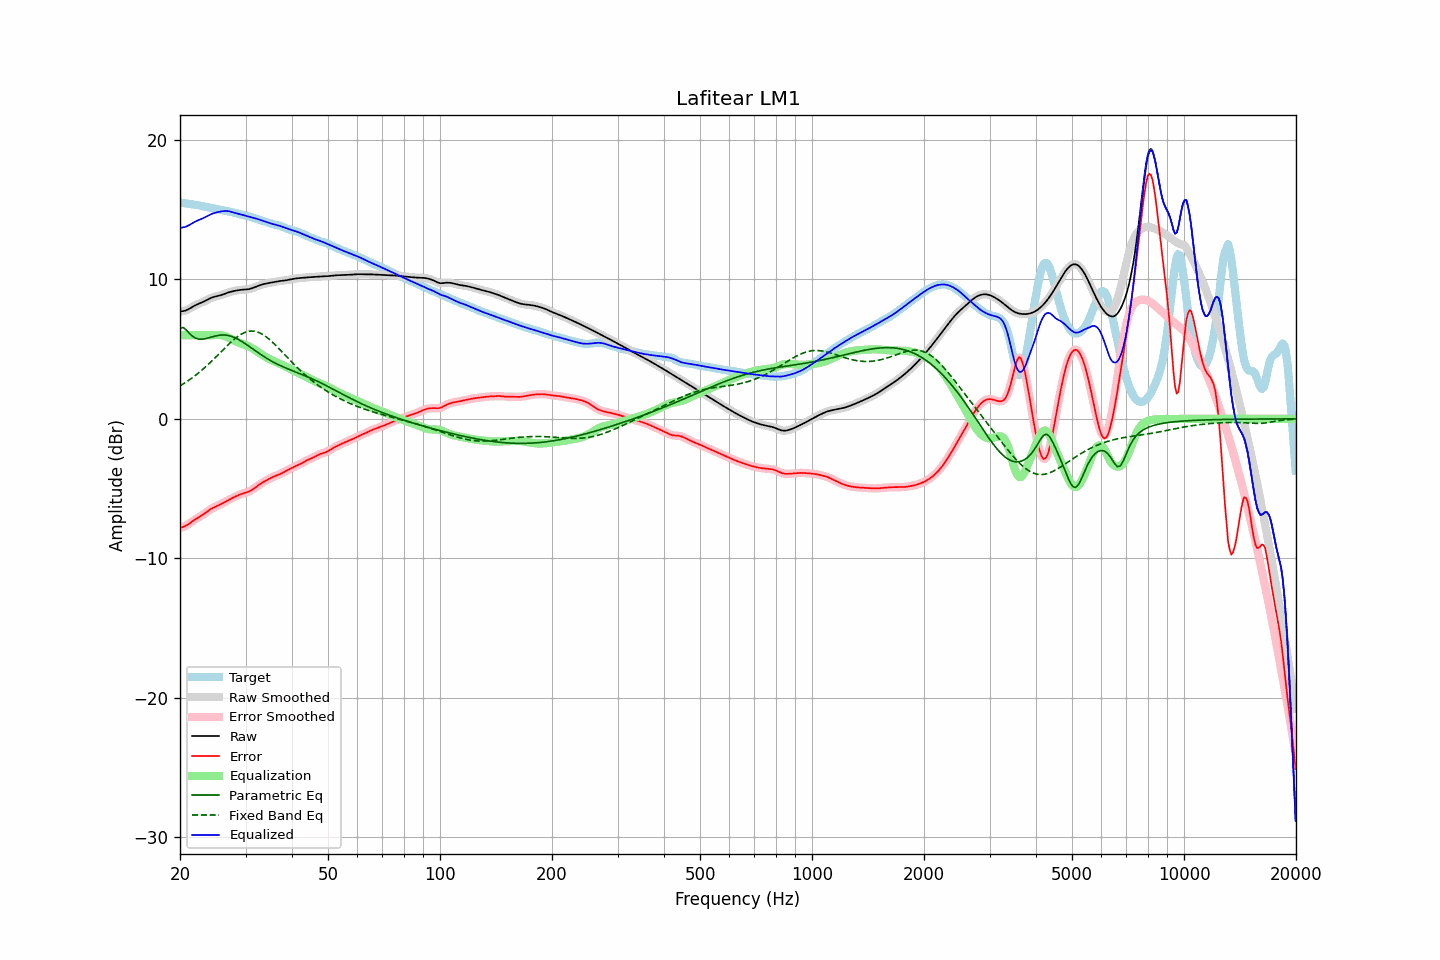 Lafitear LM1
20
10
0
−10
−20
−30
Amplitude (dBr)
Target
Raw Smoothed
Error Smoothed
Raw
Error
Equalization
Parametric Eq
Fixed Band Eq
Equalized
20 50 100 200 500 1000 2000 5000 10000 20000
Frequency (Hz)